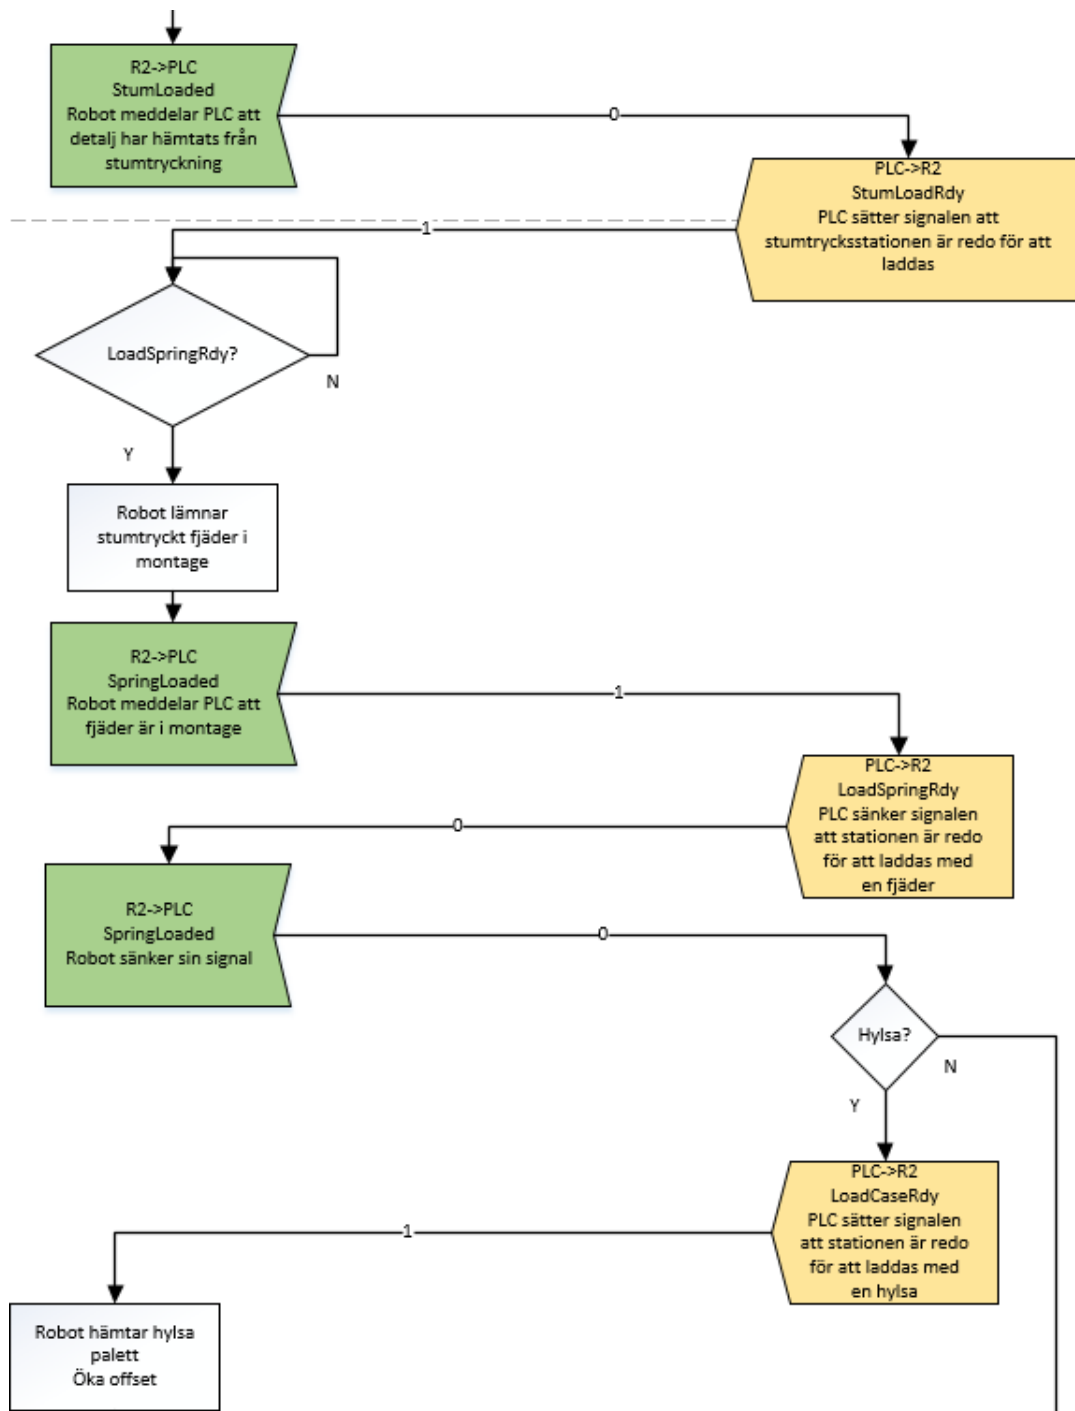 R2->PLC
StumLoaded
Robot meddelar PLC att
detalj har hämtats från
stumtryckning
0
PLC->R2
StumLoadRdy
PLC sätter signalen att
stumtrycksstationen är redo för att
laddas
1
LoadSpringRdy?
N
Y
Robot lämnar
stumtryckt fjäder i
montage
R2->PLC
SpringLoaded
Robot meddelar PLC att
fjäder är i montage
1
PLC->R2
LoadSpringRdy
PLC sänker signalen
att stationen är redo
för att laddas med
en fjäder
0
R2->PLC
SpringLoaded
Robot sänker sin signal
0
Hylsa?
N
Y
PLC->R2
LoadCaseRdy
PLC sätter signalen
att stationen är redo
för att laddas med
en hylsa
1
Robot hämtar hylsa
palett
Öka offset